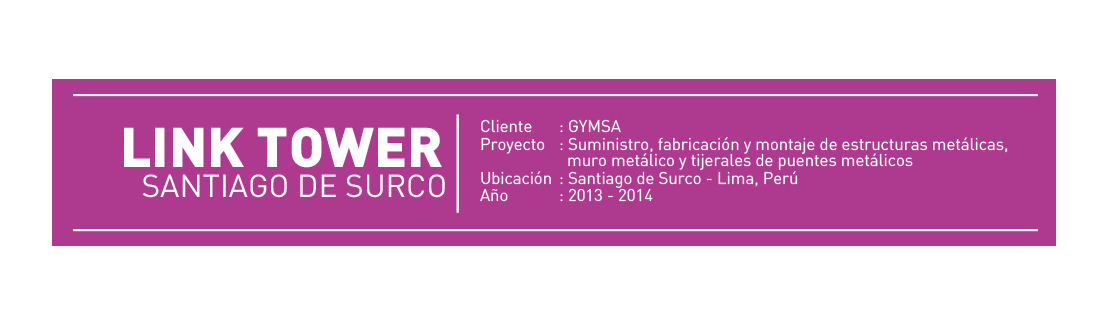 LINK TOWER
SANTIAGO DE SURCO
Cliente : GYMSA
Proyecto : Suministro, fabricación y montaje de estructuras metálicas,
muro metálico y tijerales de puentes metálicos
Ubicación : Santiago de Surco - Lima, Perú
Año : 2013 - 2014